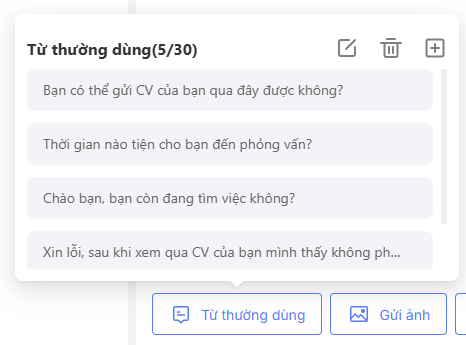 Từ thường dùng(5/30)
Bạn có thể gửi CV của bạn qua đây được không?
Thời gian nào tiện cho bạn đến phỏng vấn?
Chào bạn, bạn còn đang tìm việc không?
Xin lỗi, sau khi xem qua CV của bạn mình thấy không ph...
Từ thường dùng
Gửi ảnh